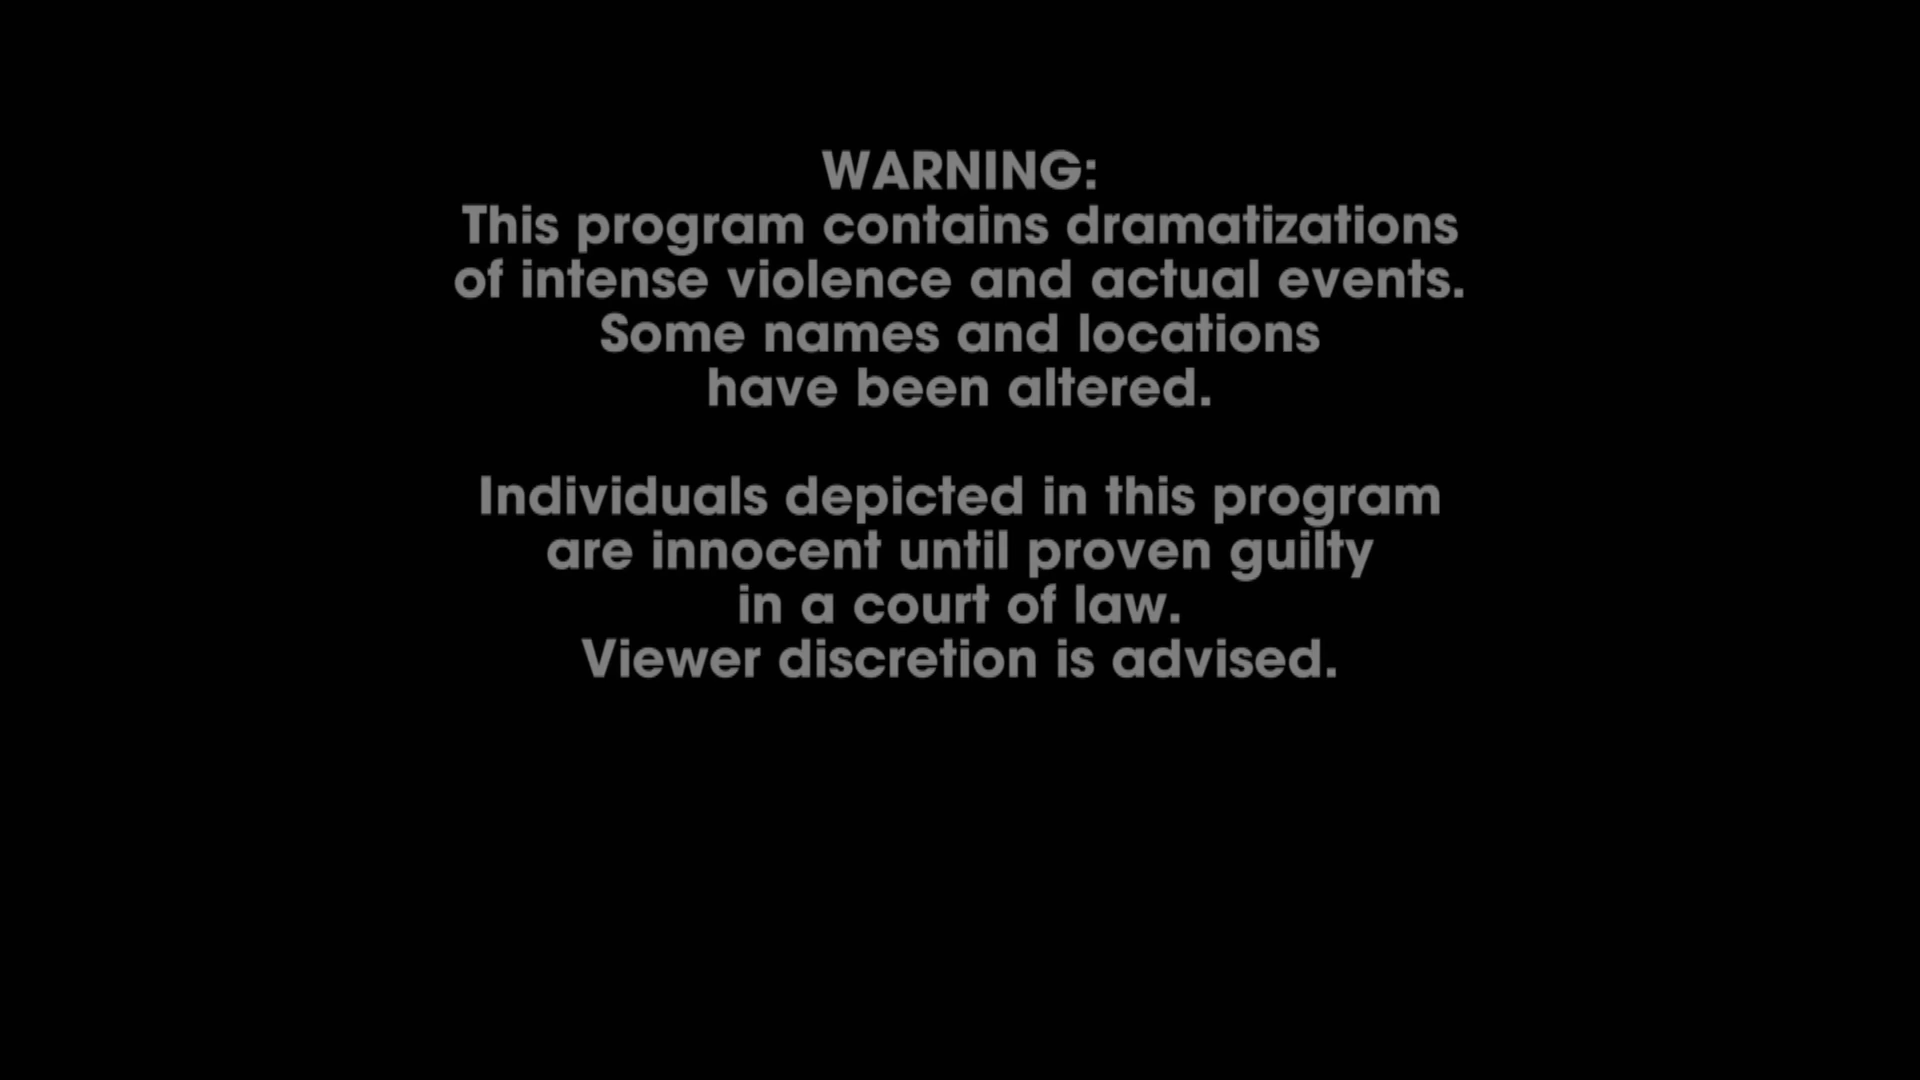 WARNING:
This program contains dramatizations
of intense violence and actual events.
Some names and locations
have been altered.
Individuals depicted in this program
are innocent until proven guilty
in a court of law.
Viewer discretion is advised.